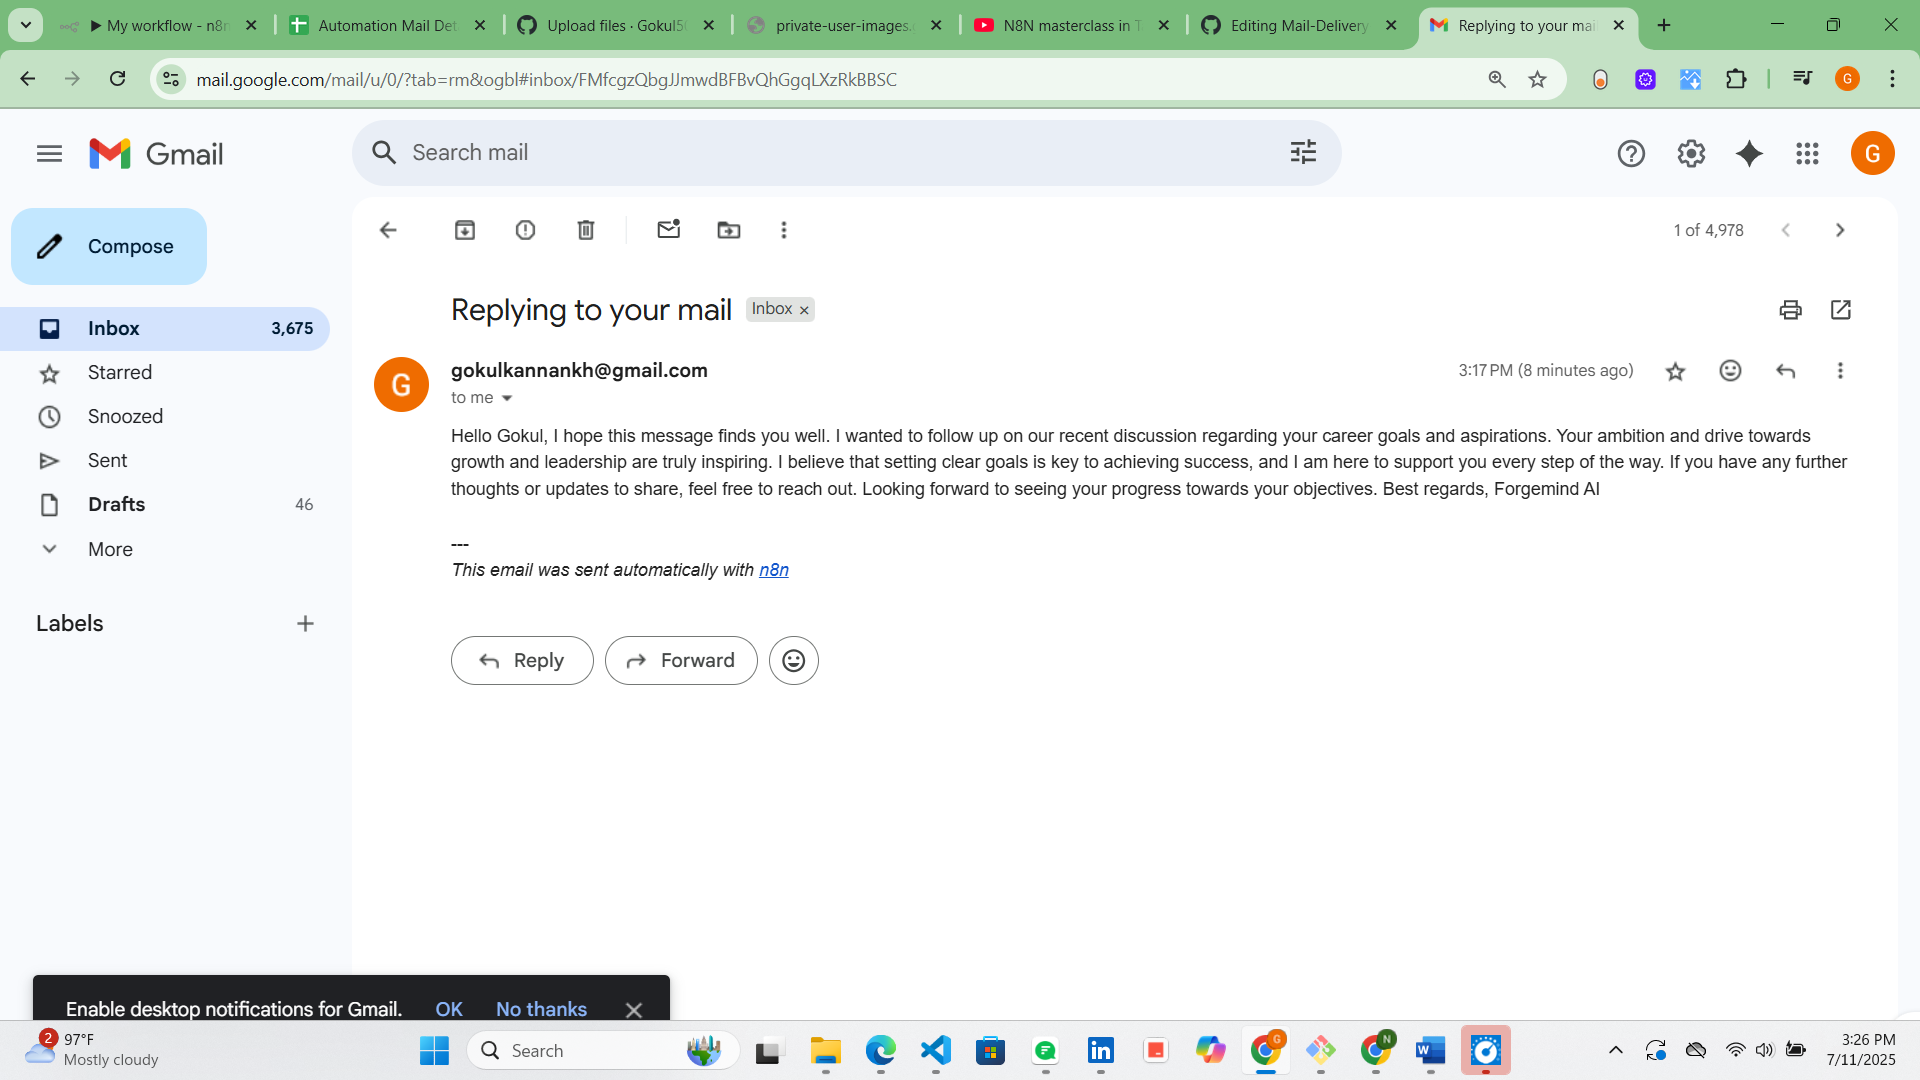 ▶ My workflow - n8n
Automation Mail Det
Upload files · Gokul5
private-user-images.
N8N masterclass in T
Editing Mail-Delivery
Replying to your mai
mail.google.com/mail/u/0/?tab=rm&ogbl#inbox/FMfcgzQbgJJmwdBFBvQhGgqLXzRkBBSC
G
Gmail
Search mail
G
Compose
1 of 4,978
Inbox 3,675
Starred
Snoozed
Sent
Drafts 46
More
Labels
Replying to your mail Inbox ×
G
gokulkannankh@gmail.com 3:17 PM (8 minutes ago)
to me
Hello Gokul, I hope this message finds you well. I wanted to follow up on our recent discussion regarding your career goals and aspirations. Your ambition and drive towards
growth and leadership are truly inspiring. I believe that setting clear goals is key to achieving success, and I am here to support you every step of the way. If you have any further
thoughts or updates to share, feel free to reach out. Looking forward to seeing your progress towards your objectives. Best regards, Forgemind AI
---
This email was sent automatically with n8n
Reply
Forward
Enable desktop notifications for Gmail. OK No thanks
2
97°F
Mostly cloudy
Search
G
N
3:26 PM
7/11/2025